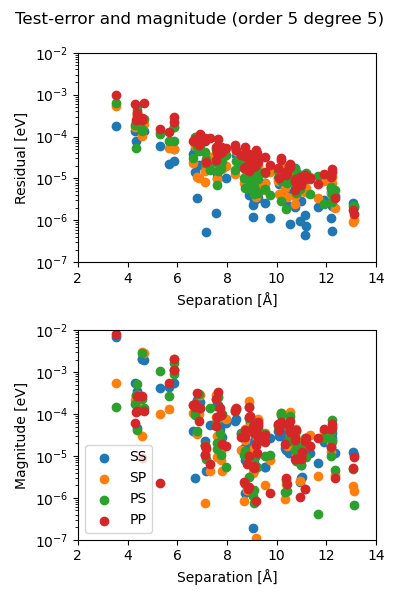 Test-error and magnitude (order 5 degree 5)
10⁻²
10⁻³
10⁻⁴
10⁻⁵
10⁻⁶
10⁻⁷
Residual [eV]
2 4 6 8 10 12 14
Separation [Å]
10⁻²
10⁻³
10⁻⁴
10⁻⁵
10⁻⁶
10⁻⁷
Magnitude [eV]
SS
SP
PS
PP
2 4 6 8 10 12 14
Separation [Å]